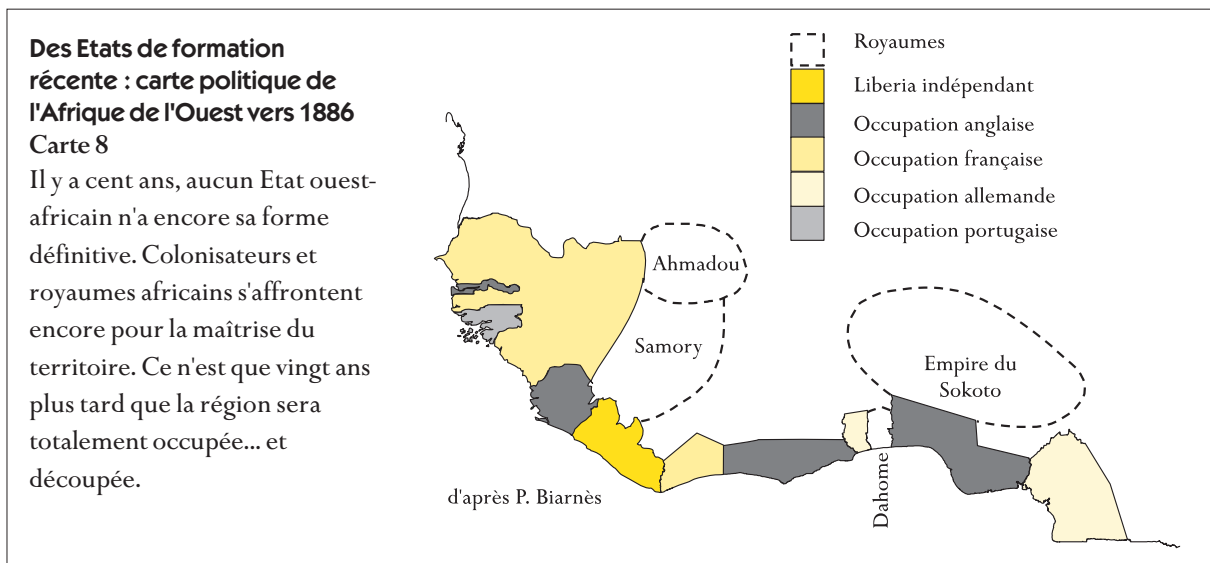 Des Etats de formation
récente : carte politique de
l'Afrique de l'Ouest vers 1886
Carte 8
Il y a cent ans, aucun Etat ouest-
africain n'a encore sa forme
définitive. Colonisateurs et
royaumes africains s'affrontent
encore pour la maîtrise du
territoire. Ce n'est que vingt ans
plus tard que la région sera
totalement occupée... et
découpée.
Royaumes
Liberia indépendant
Occupation anglaise
Occupation française
Occupation allemande
Occupation portugaise
Ahmadou
Samory
Empire du
Sokoto
Dahome
d'après P. Biarnès